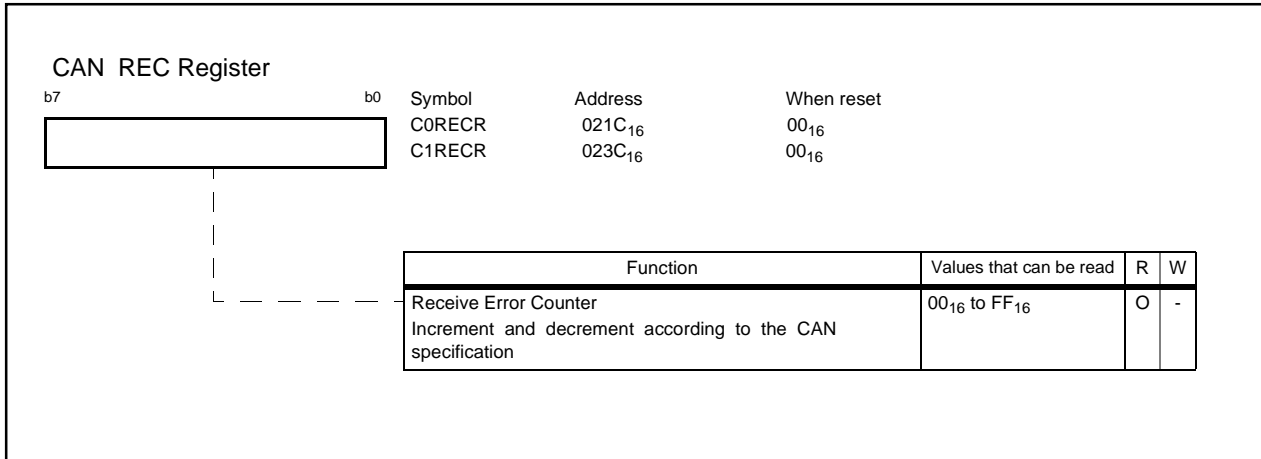 CAN REC Register
b7 b0 Symbol Address When reset
C0RECR 021C16 0016
C1RECR 023C16 0016
Function Values that can be read R W
Receive Error Counter 0016 to FF16 O -
Increment and decrement according to the CAN
specification